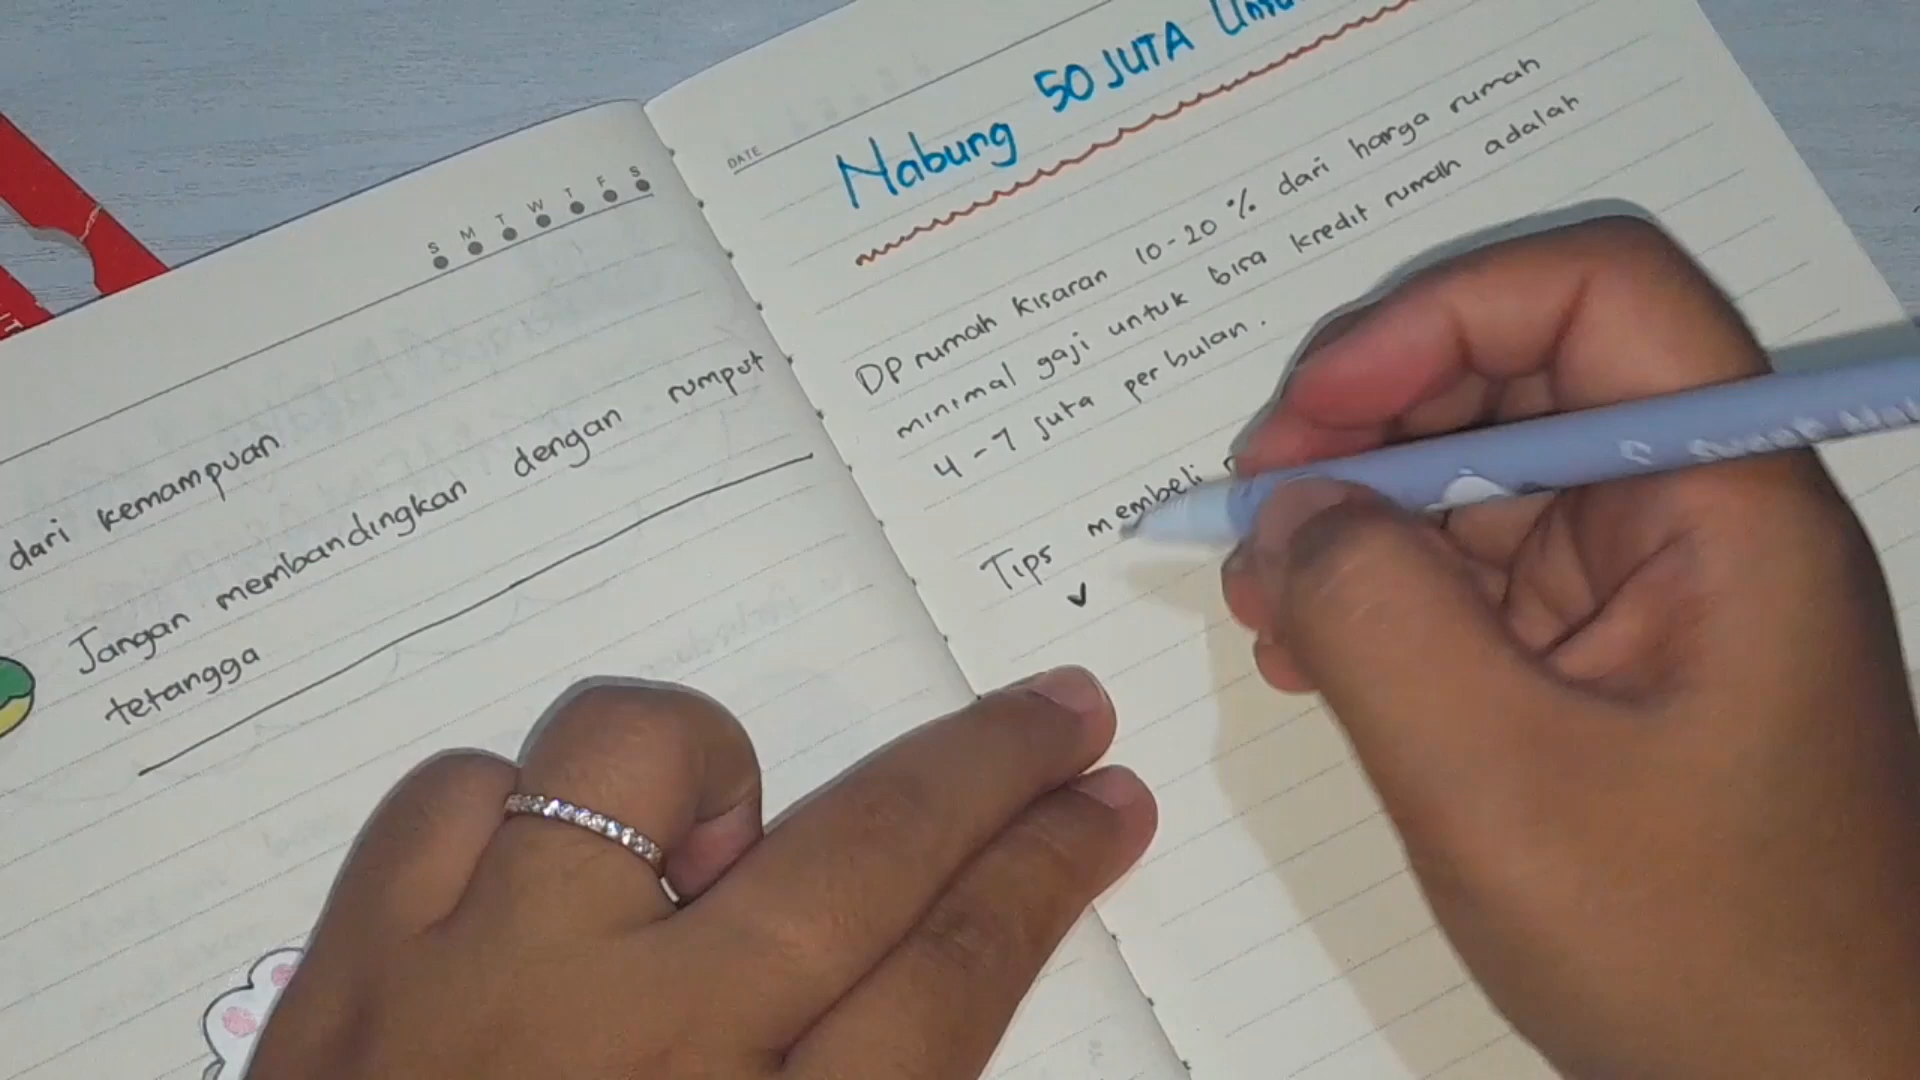 S M T W T F S
dari kemampuan
Jangan membandingkan dengan rumput
tetangga
DATE
Nabung 50 JUTA
DP rumah kisaran 10-20% dari harga rumah
minimal gaji untuk bisa kredit rumah adalah
4-7 juta per bulan.
Tips membeli